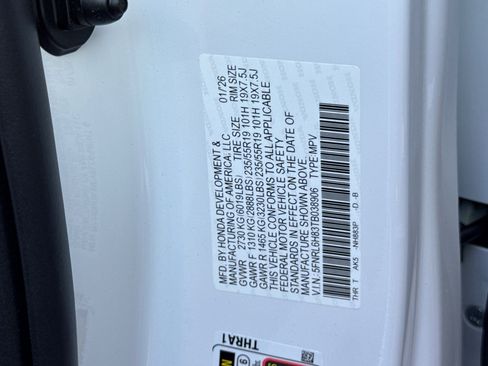 MFD. BY HONDA DEVELOPMENT & 01/26
MANUFACTURING OF AMERICA, LLC
GVWR 2730KG(6019LBS) TIRE SIZE RIM SIZE
GAWR F 1310KG(2888LBS)235/55R19 101H 19X7.5J
GAWR R 1465KG(3230LBS)235/55R19 101H 19X7.5J
THIS VEHICLE CONFORMS TO ALL APPLICABLE
FEDERAL MOTOR VEHICLE SAFETY
STANDARDS IN EFFECT ON THE DATE OF
MANUFACTURE SHOWN ABOVE.
V.I.N.:5FNRL6H83TB038906 TYPE:MPV
THR T AK5 -NH883P -D -B
THRA1